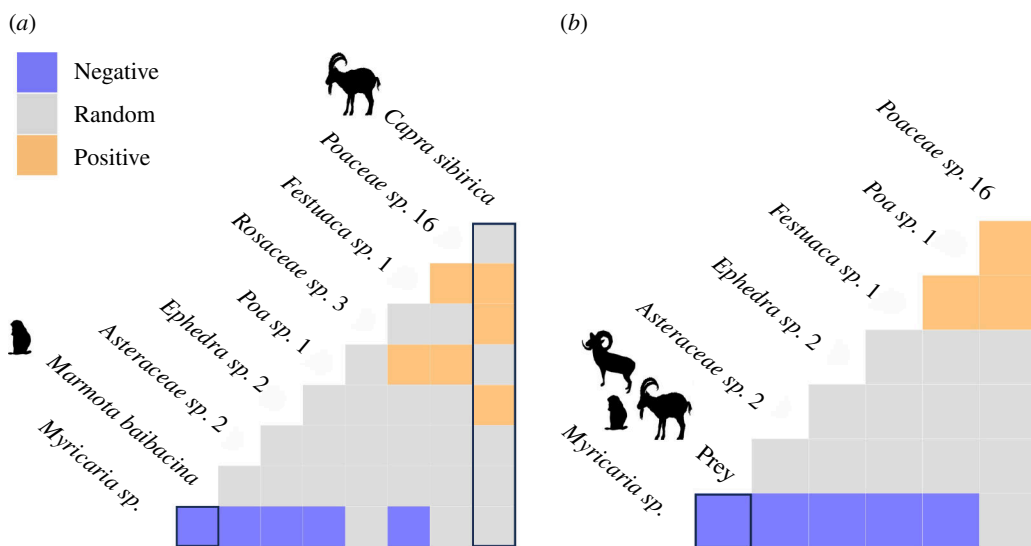 (a)
Negative
Random
Positive
Capra sibirica
Poaceae sp. 16
Festuaca sp. 1
Rosaceae sp. 3
Poa sp. 1
Ephedra sp. 2
Asteraceae sp. 2
Marmota baibacina
Myricaria sp.
(b)
Poaceae sp. 16
Poa sp. 1
Festuaca sp. 1
Ephedra sp. 2
Asteraceae sp. 2
Prey
Myricaria sp.